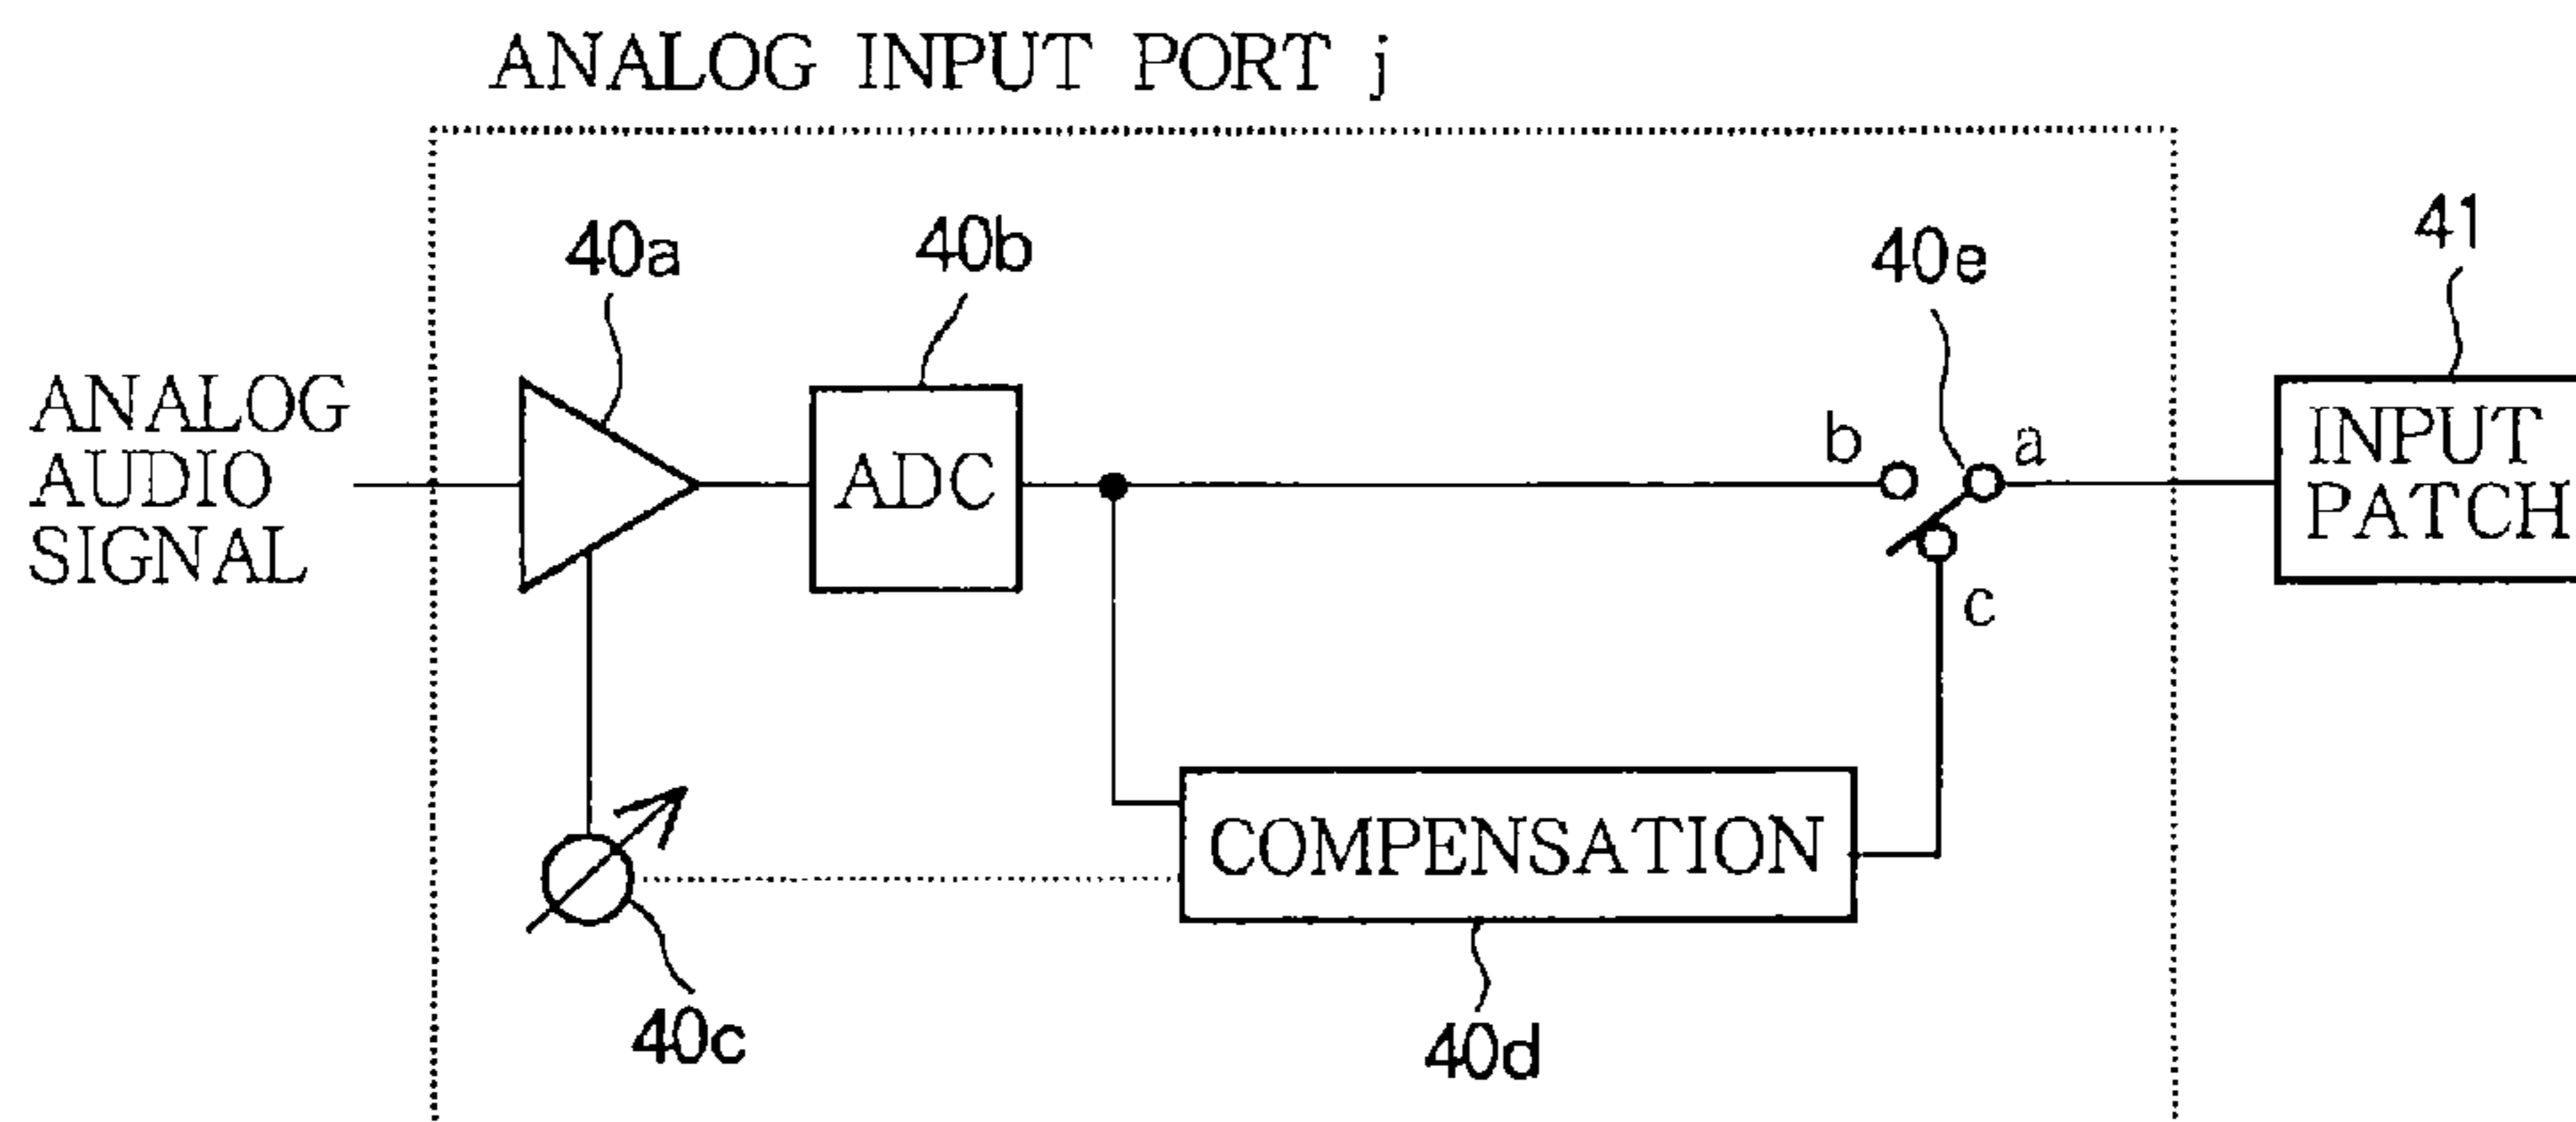 ANALOG INPUT PORT j
40a
40b
40e
41
ANALOG
AUDIO
SIGNAL
ADC
b
a
c
INPUT
PATCH
COMPENSATION
40c
40d